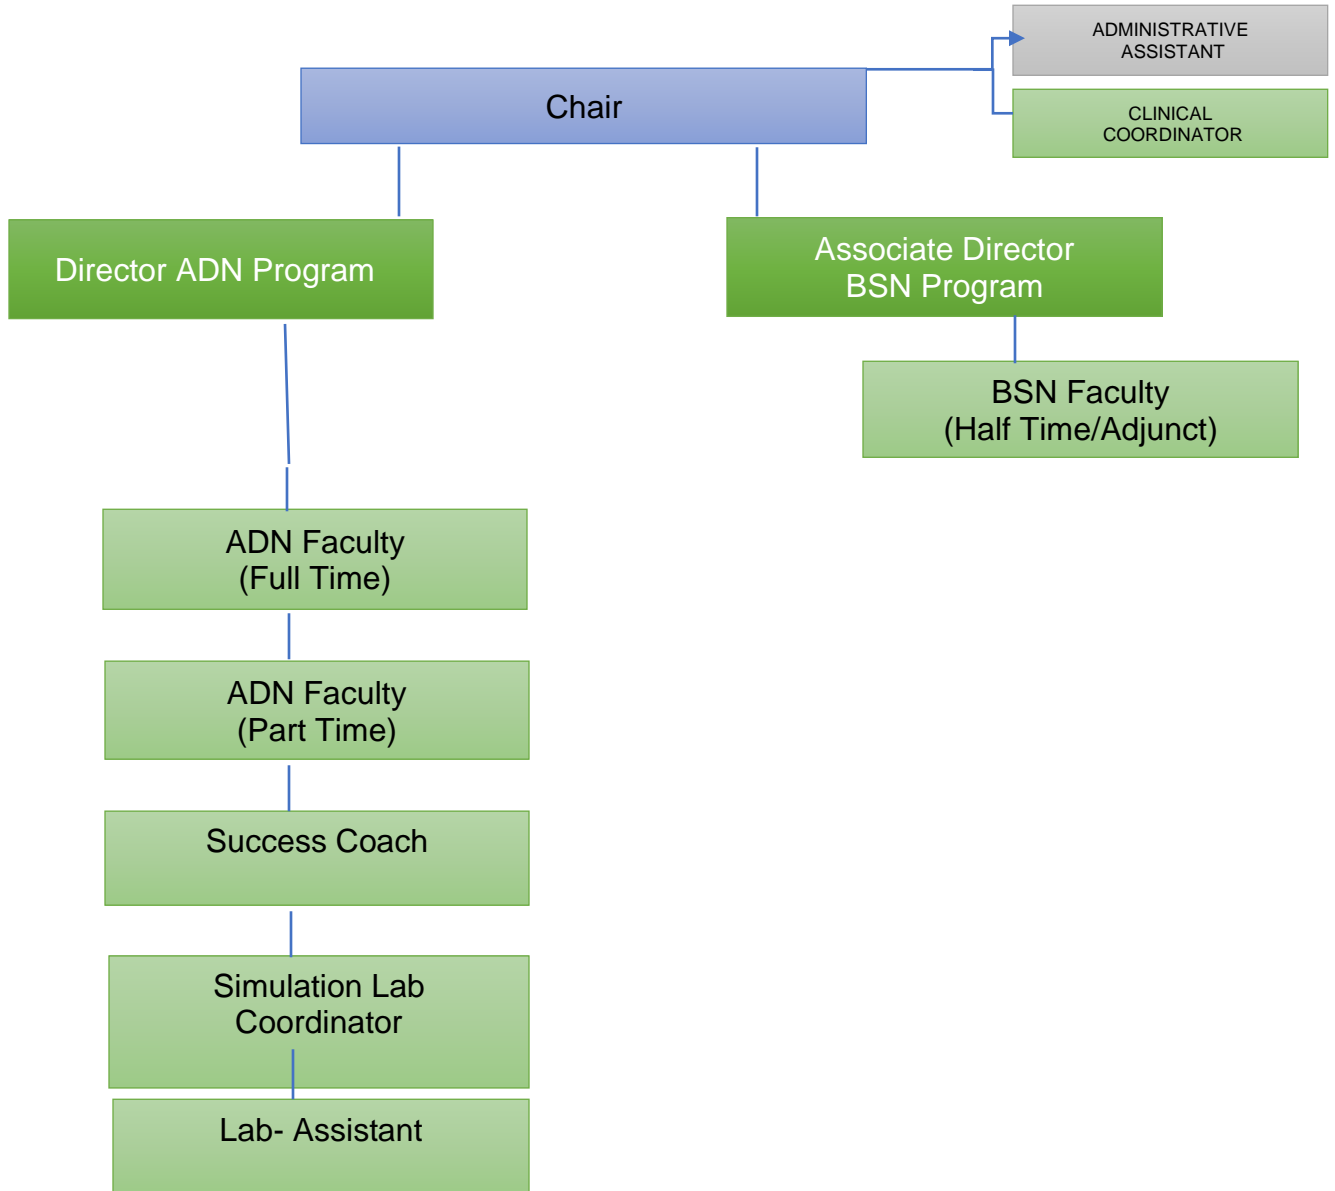 ADMINISTRATIVE
ASSISTANT
Chair
CLINICAL
COORDINATOR
Director ADN Program
Associate Director
BSN Program
BSN Faculty
(Half Time/Adjunct)
ADN Faculty
(Full Time)
ADN Faculty
(Part Time)
Success Coach
Simulation Lab
Coordinator
Lab- Assistant